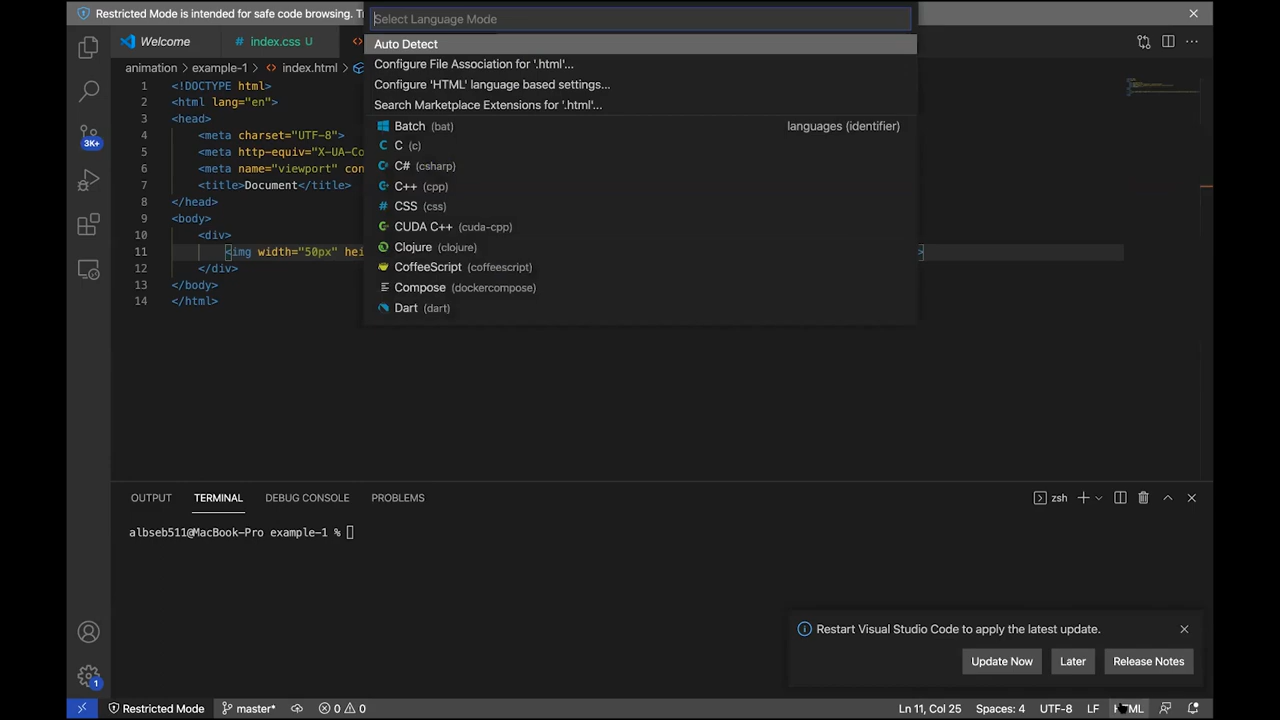 Restricted Mode is intended for safe code browsing. Tr
Select Language Mode
Welcome
index.css U
Auto Detect
Configure File Association for '.html'...
Configure 'HTML' language based settings...
Search Marketplace Extensions for '.html'...
Batch (bat) languages (identifier)
C (c)
C# (csharp)
C++ (cpp)
CSS (css)
CUDA C++ (cuda-cpp)
Clojure (clojure)
CoffeeScript (coffeescript)
Compose (dockercompose)
Dart (dart)
animation > example-1 > index.html >
1 <!DOCTYPE html>
2 <html lang="en">
3 <head>
4 <meta charset="UTF-8">
5 <meta http-equiv="X-UA-Co
6 <meta name="viewport" con
7 <title>Document</title>
8 </head>
9 <body>
10 <div>
11 <img width="50px" hei >
12 </div>
13 </body>
14 </html>
3K+
OUTPUT TERMINAL DEBUG CONSOLE PROBLEMS
zsh
albseb511@MacBook-Pro example-1 %
Restart Visual Studio Code to apply the latest update.
Update Now Later Release Notes
1
Restricted Mode master* 0 0 Ln 11, Col 25 Spaces: 4 UTF-8 LF HTML